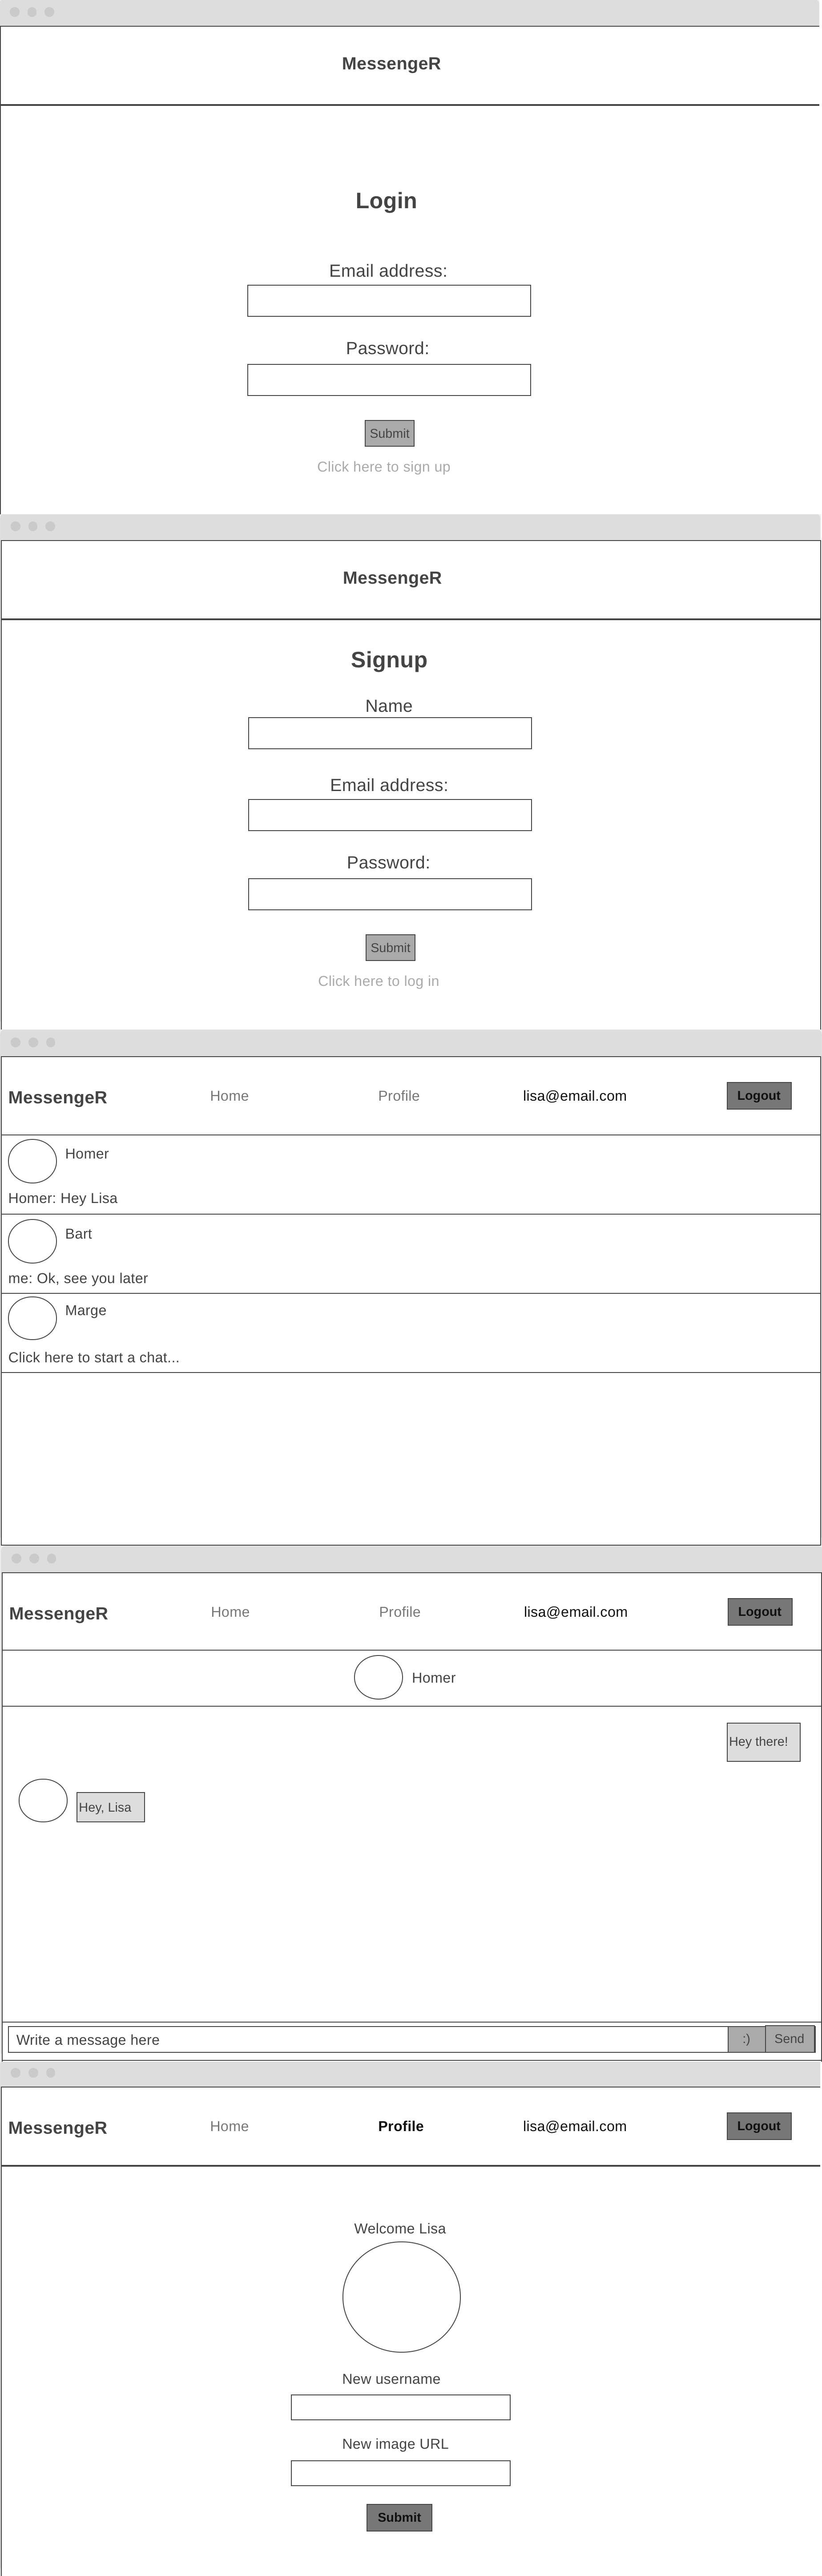 MessengeR
Login
Email address:
Password:
Submit
Click here to sign up
MessengeR
Signup
Name
Email address:
Password:
Submit
Click here to log in
MessengeR Home Profile lisa@email.com Logout
Homer
Homer: Hey Lisa
Bart
me: Ok, see you later
Marge
Click here to start a chat...
MessengeR Home Profile lisa@email.com Logout
Homer
Hey there!
Hey, Lisa
Write a message here :) Send
MessengeR Home Profile lisa@email.com Logout
Welcome Lisa
New username
New image URL
Submit